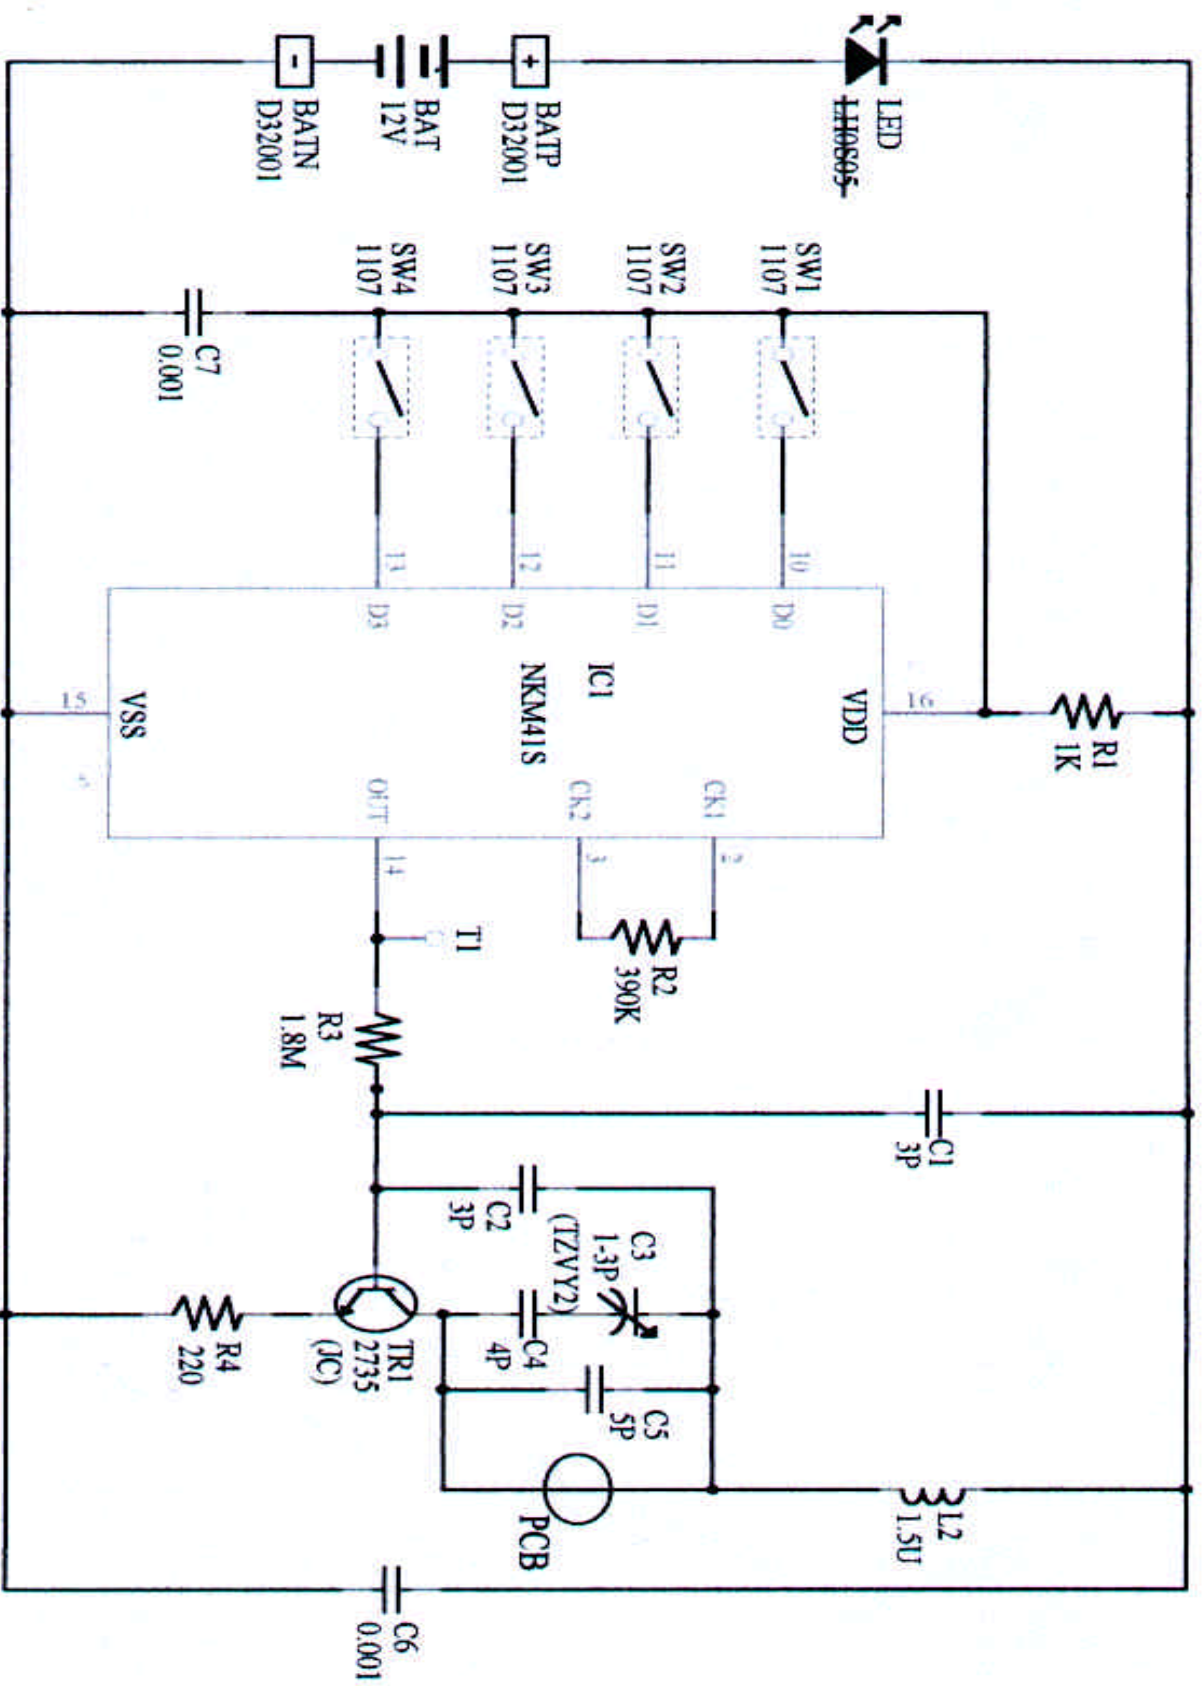 LED
LH0S05
+
BATP
D32001
BAT
12V
-
BATN
D32001
SW1
1107
SW2
1107
SW3
1107
SW4
1107
C7
0.001
R1
1K
16
VDD
10
D0
11
D1
12
D2
13
D3
IC1
NKM41S
15
VSS
CK1
2
CK2
3
OUT
14
R2
390K
T1
R3
1.8M
C1
3P
C2
3P
C3
1-3P
(TZVY2)
C4
4P
C5
5P
TR1
2735
(JC)
R4
220
PCB
L2
1.5U
C6
0.001